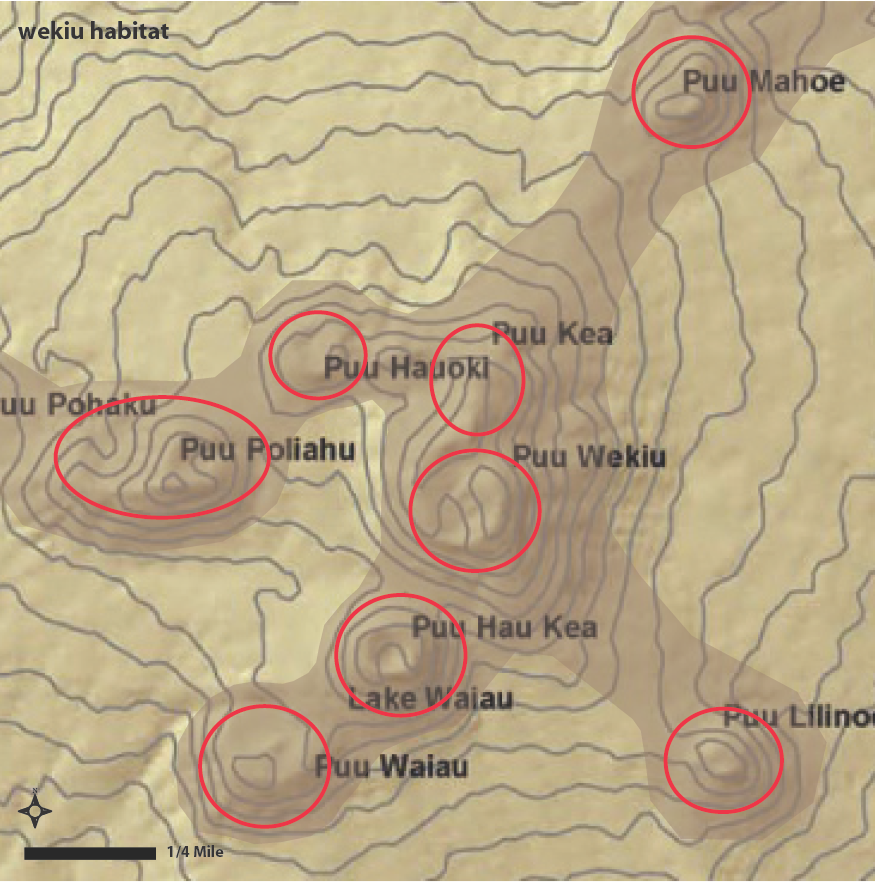 wekiu habitat
Puu Mahoe
Puu Kea
Puu Hauoki
uu Pohaku
Puu Poliahu
Puu Wekiu
Puu Hau Kea
Lake Waiau
Puu Lilinoe
Puu Waiau
N
1/4 Mile